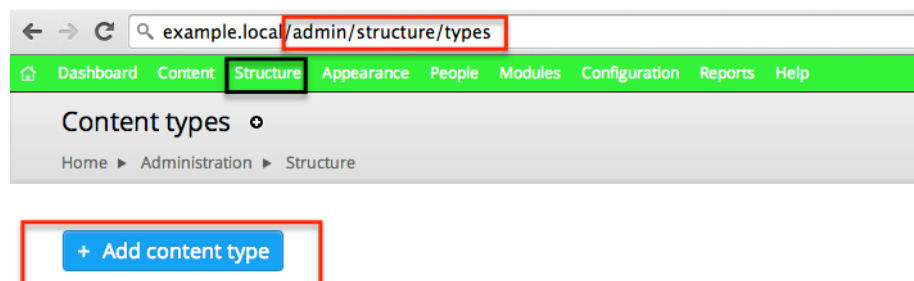 example.local/admin/structure/types
Dashboard Content Structure Appearance People Modules Configuration Reports Help
Content types
Home ► Administration ► Structure
+ Add content type